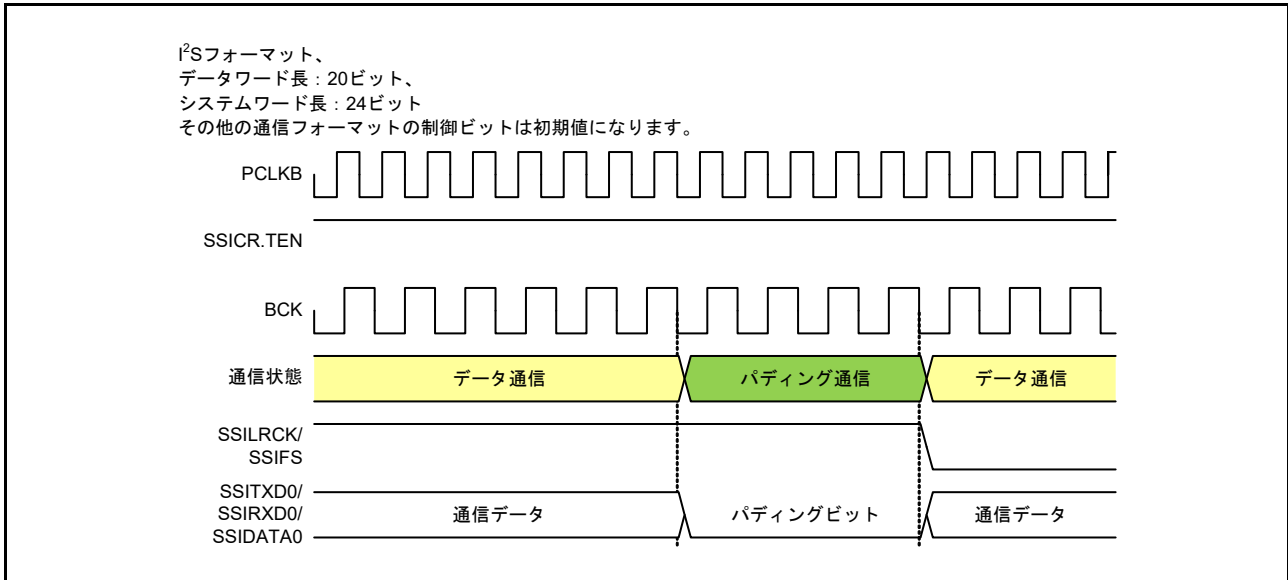 I²Sフォーマット、
データワード長：20ビット、
システムワード長：24ビット
その他の通信フォーマットの制御ビットは初期値になります。
PCLKB
SSICR.TEN
BCK
通信状態
データ通信
パディング通信
データ通信
SSILRCK/
SSIFS
SSITXD0/
SSIRXD0/
SSIDATA0
通信データ
パディングビット
通信データ